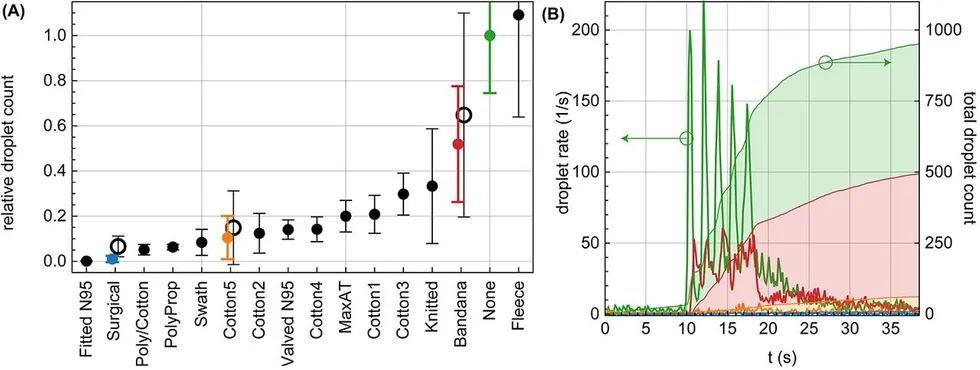 (A)
relative droplet count
1.0
0.8
0.6
0.4
0.2
0.0
Fitted N95
Surgical
Poly/Cotton
PolyProp
Swath
Cotton5
Cotton2
Valved N95
Cotton4
MaxAT
Cotton1
Cotton3
Knitted
Bandana
None
Fleece
(B)
droplet rate (1/s)
200
150
100
50
0
0
5
10
15
20
25
30
35
t (s)
1000
750
500
250
0
total droplet count